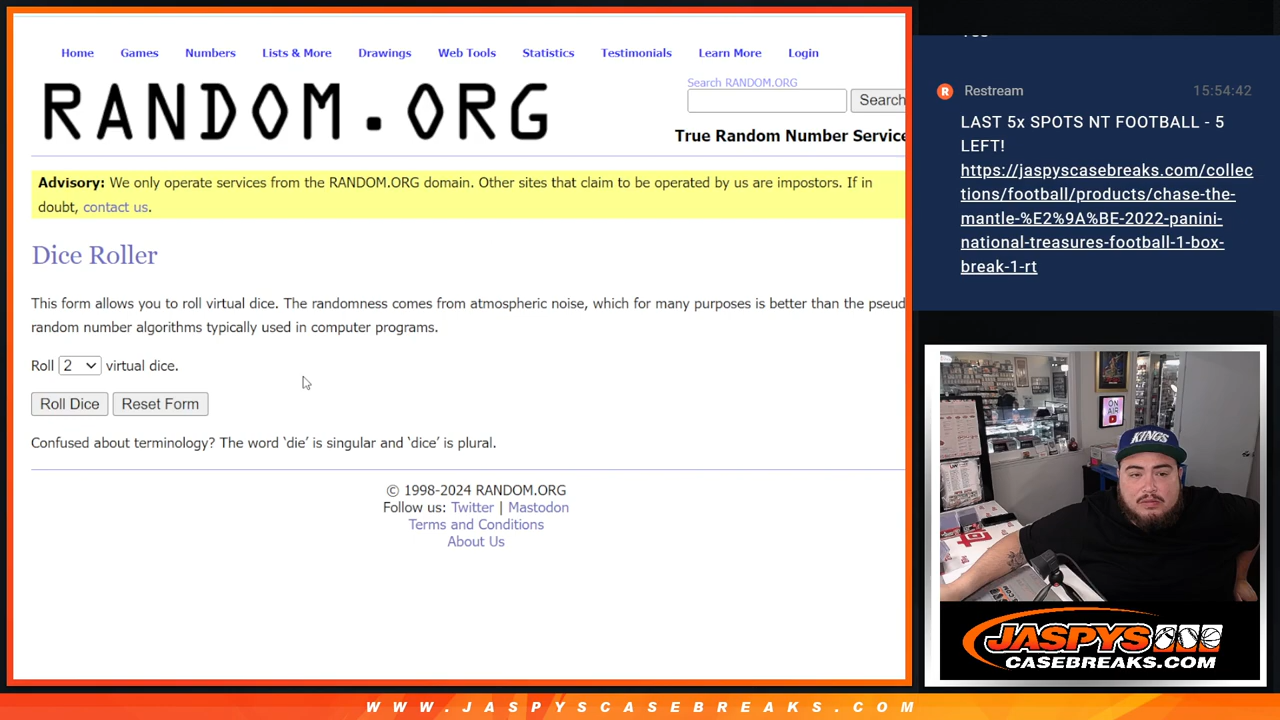 Home Games Numbers Lists & More Drawings Web Tools Statistics Testimonials Learn More Login
RANDOM.ORG
Search RANDOM.ORG
Search
True Random Number Service
Advisory: We only operate services from the RANDOM.ORG domain. Other sites that claim to be operated by us are impostors. If in
doubt, contact us.
Dice Roller
This form allows you to roll virtual dice. The randomness comes from atmospheric noise, which for many purposes is better than the pseud
random number algorithms typically used in computer programs.
Roll 2 virtual dice.
Roll Dice Reset Form
Confused about terminology? The word ‘die’ is singular and ‘dice’ is plural.
© 1998-2024 RANDOM.ORG
Follow us: Twitter | Mastodon
Terms and Conditions
About Us
R Restream 15:54:42
LAST 5x SPOTS NT FOOTBALL - 5
LEFT!
https://jaspyscasebreaks.com/collec
tions/football/products/chase-the-
mantle-%E2%9A%BE-2022-panini-
national-treasures-football-1-box-
break-1-rt
ON
AIR
KINGS
JASPYS
CASEBREAKS.COM
WWW.JASPYSCASEBREAKS.COM